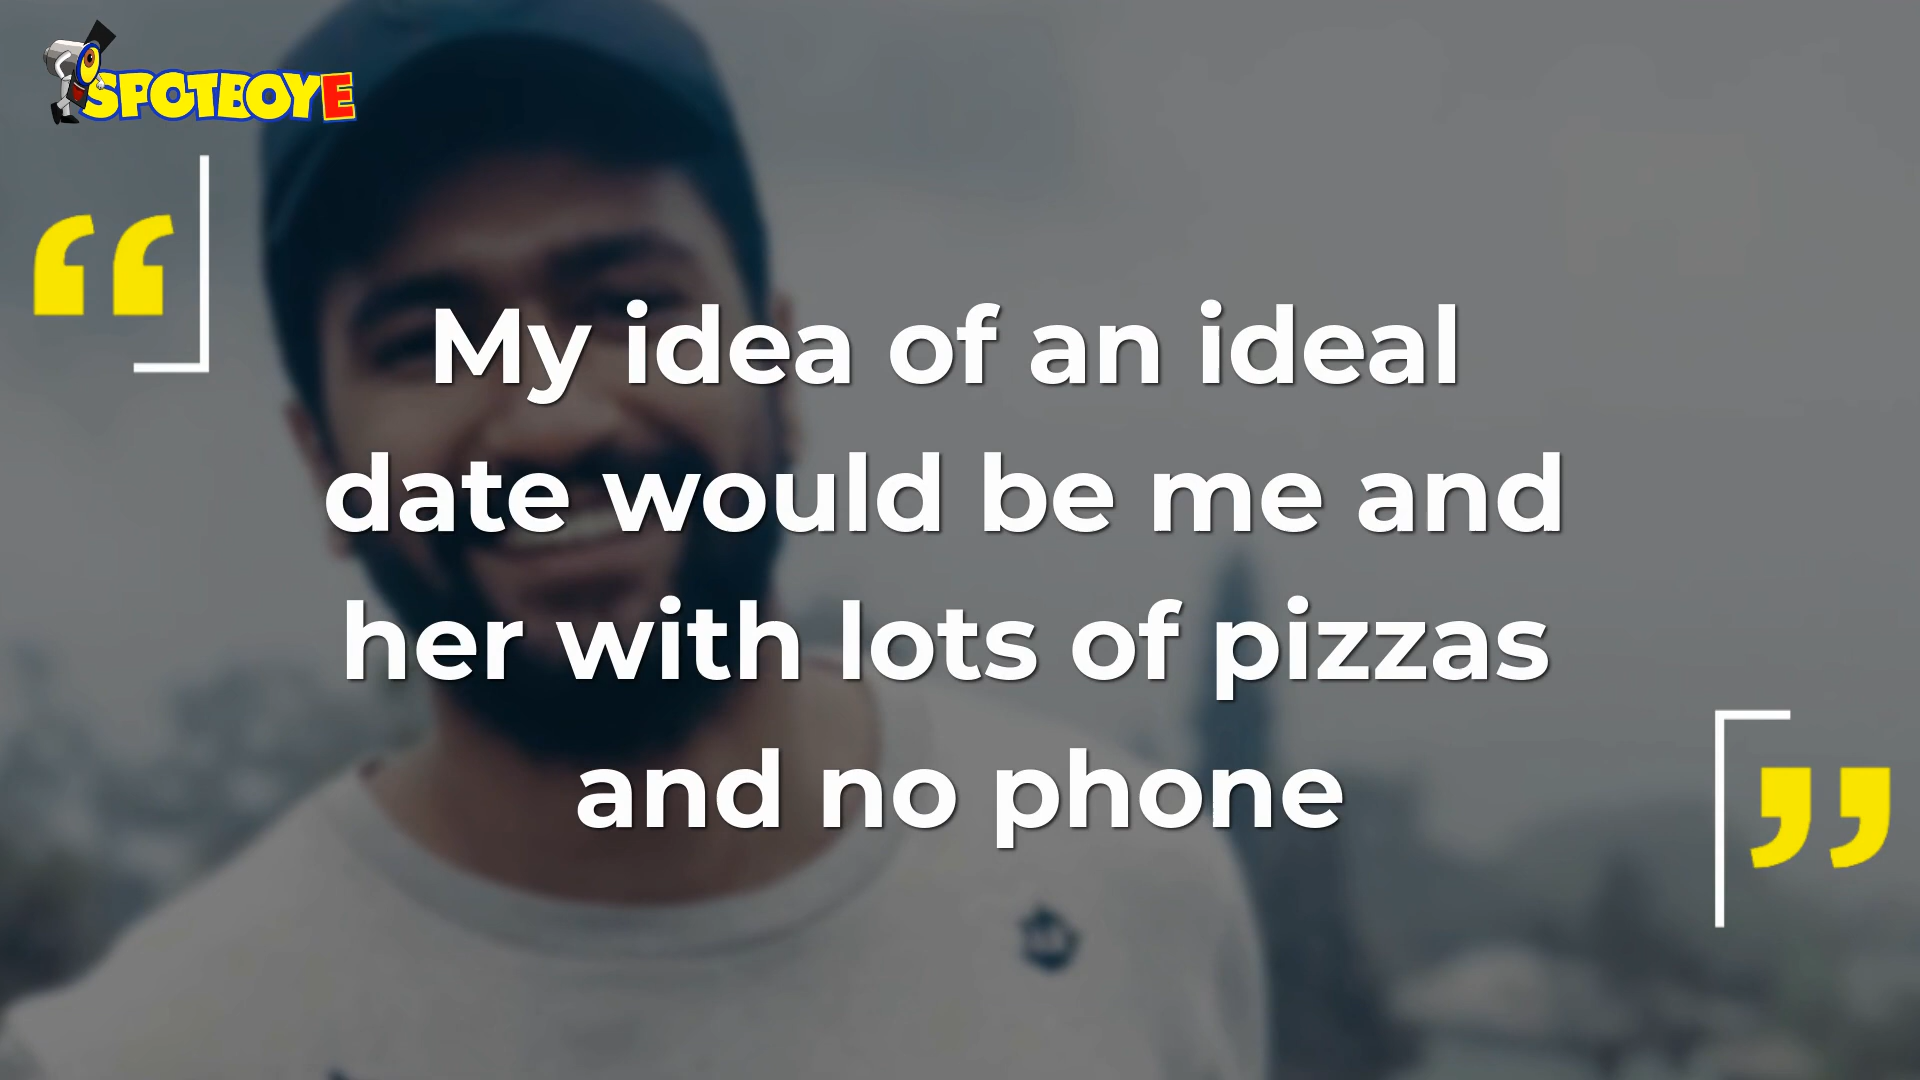 SPOTBOYE
“
My idea of an ideal
date would be me and
her with lots of pizzas
and no phone
”